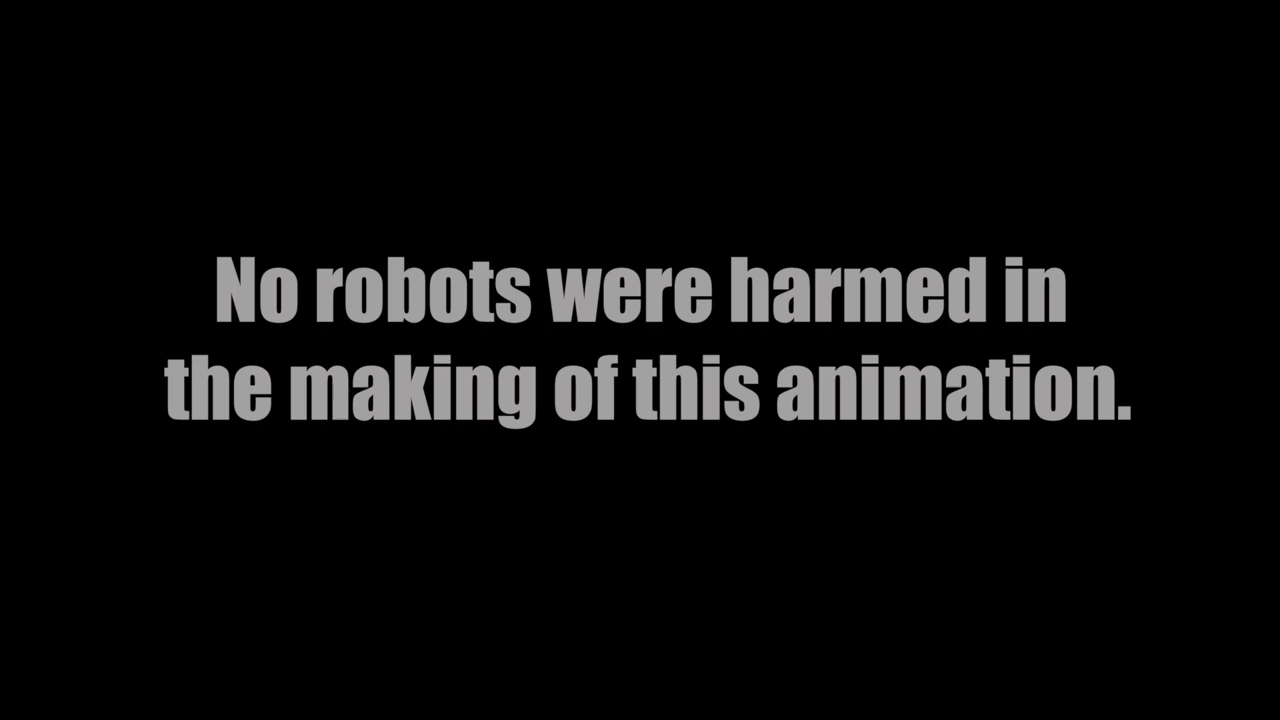 No robots were harmed in
the making of this animation.